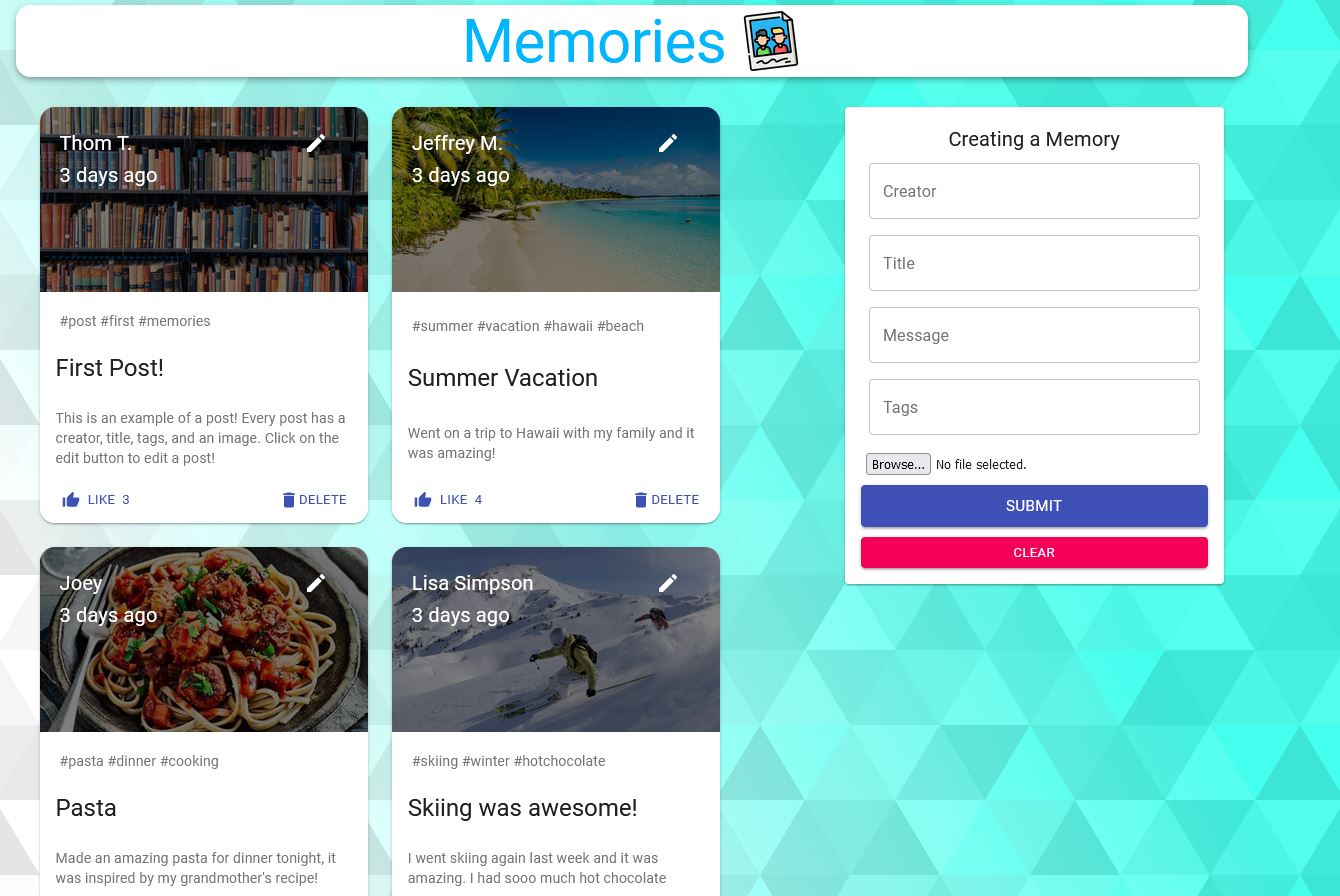 Memories
Thom T.
3 days ago
#post #first #memories
First Post!
This is an example of a post! Every post has a
creator, title, tags, and an image. Click on the
edit button to edit a post!
LIKE 3
DELETE
Jeffrey M.
3 days ago
#summer #vacation #hawaii #beach
Summer Vacation
Went on a trip to Hawaii with my family and it
was amazing!
LIKE 4
DELETE
Joey
3 days ago
#pasta #dinner #cooking
Pasta
Made an amazing pasta for dinner tonight, it
was inspired by my grandmother's recipe!
Lisa Simpson
3 days ago
#skiing #winter #hotchocolate
Skiing was awesome!
I went skiing again last week and it was
amazing. I had sooo much hot chocolate
Creating a Memory
Creator
Title
Message
Tags
Browse... No file selected.
SUBMIT
CLEAR